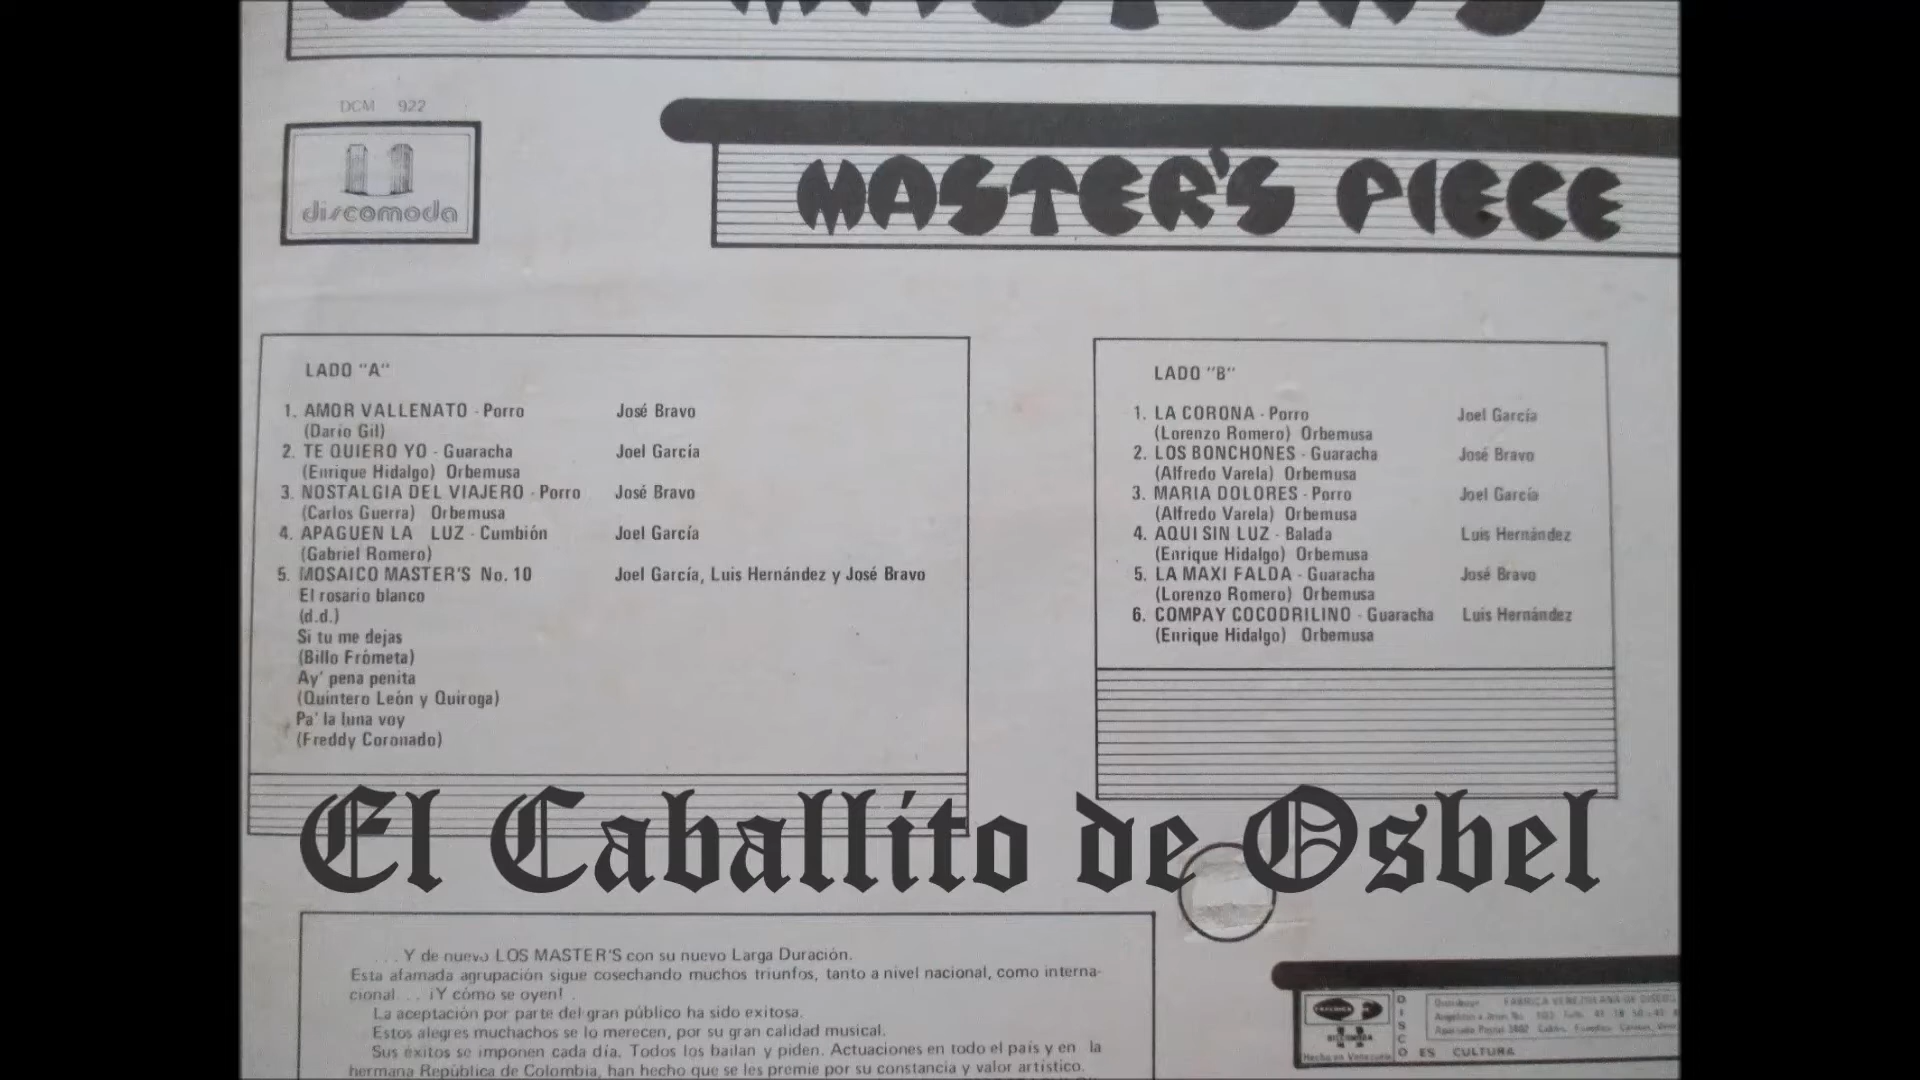 LOS MASTER'S
DCM 922
discomoda
MASTER'S PIECE
LADO "A"
1. AMOR VALLENATO - Porro José Bravo
(Darío Gil)
2. TE QUIERO YO - Guaracha Joel García
(Enrique Hidalgo) Orbemusa
3. NOSTALGIA DEL VIAJERO - Porro José Bravo
(Carlos Guerra) Orbemusa
4. APAGUEN LA LUZ - Cumbión Joel García
(Gabriel Romero)
5. MOSAICO MASTER'S No. 10 Joel García, Luis Hernández y José Bravo
El rosario blanco
(d.d.)
Si tu me dejas
(Billo Frómeta)
Ay' pena penita
(Quintero León y Quiroga)
Pa' la luna voy
(Freddy Coronado)
LADO "B"
1. LA CORONA - Porro Joel García
(Lorenzo Romero) Orbemusa
2. LOS BONCHONES - Guaracha José Bravo
(Alfredo Varela) Orbemusa
3. MARIA DOLORES - Porro Joel García
(Alfredo Varela) Orbemusa
4. AQUI SIN LUZ - Balada Luis Hernández
(Enrique Hidalgo) Orbemusa
5. LA MAXI FALDA - Guaracha José Bravo
(Lorenzo Romero) Orbemusa
6. COMPAY COCODRILINO - Guaracha Luis Hernández
(Enrique Hidalgo) Orbemusa
El Caballito de Osbel
. . . Y de nuevo LOS MASTER'S con su nuevo Larga Duración.
Esta afamada agrupación sigue cosechando muchos triunfos, tanto a nivel nacional, como interna-
cional . . . ¡Y cómo se oyen! .
La aceptación por parte del gran público ha sido exitosa.
Estos alegres muchachos se lo merecen, por su gran calidad musical.
Sus éxitos se imponen cada día. Todos los bailan y piden. Actuaciones en todo el país y en la
hermana República de Colombia, han hecho que se les premie por su constancia y valor artístico.
DISCO ES CULTURA
DISCOMODA
Hecho en Venezuela
Distribuye: FABRICA VENEZOLANA DE DISCOS